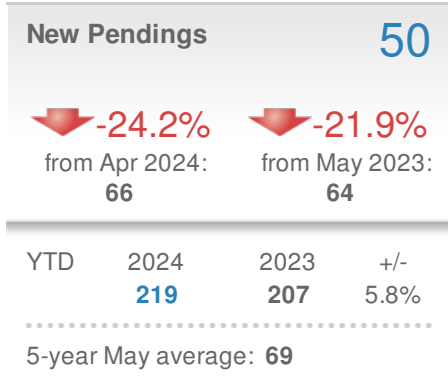 New Pendings 50
-24.2% -21.9%
from Apr 2024: from May 2023:
66 64
YTD 2024 2023 +/-
219 207 5.8%
5-year May average: 69